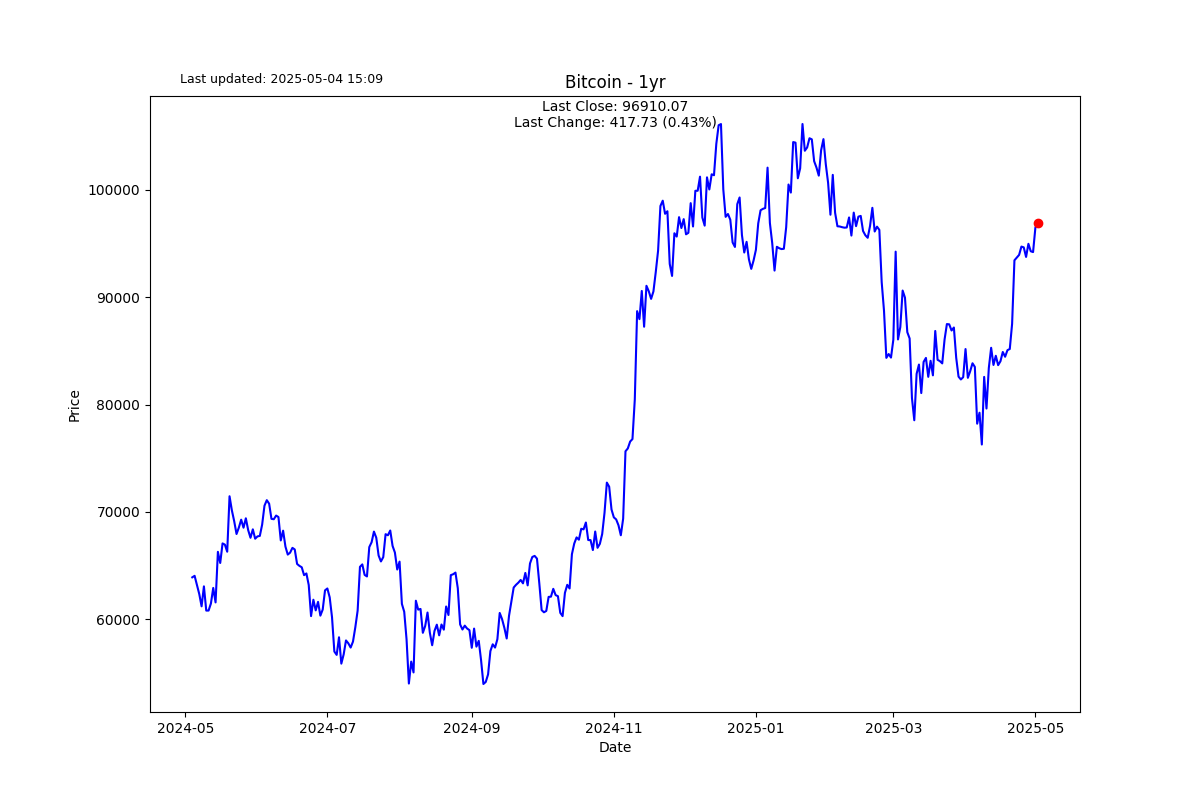 Last updated: 2025-05-04 15:09
Bitcoin - 1yr
Last Close: 96910.07
Last Change: 417.73 (0.43%)
100000
90000
80000
70000
60000
Price
2024-05
2024-07
2024-09
2024-11
2025-01
2025-03
2025-05
Date